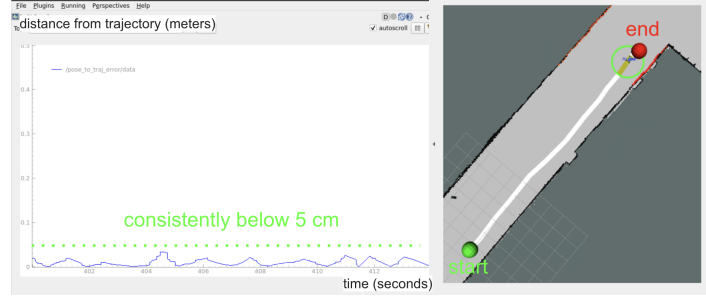 File Plugins Running Perspectives Help
distance from trajectory (meters)
D
To
autoscroll
/pose_to_traj_error/data
0.4
0.3
0.2
0.1
0
consistently below 5 cm
402 404 406 408 410 412
time (seconds)
end
start